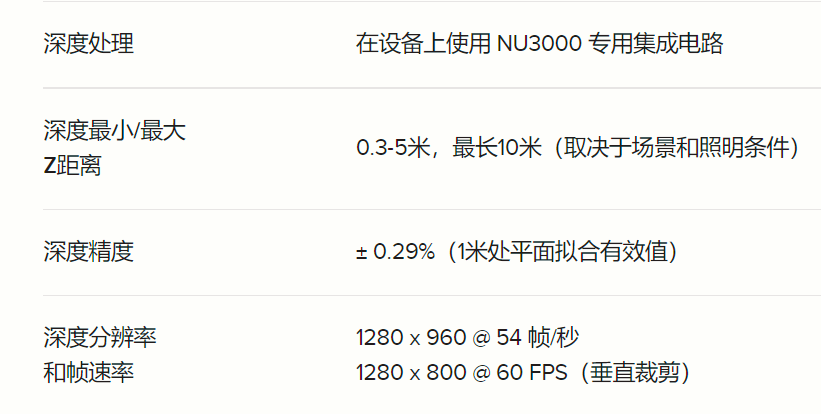 深度处理
在设备上使用 NU3000 专用集成电路
深度最小/最大
Z距离
0.3-5米，最长10米（取决于场景和照明条件）
深度精度
± 0.29%（1米处平面拟合有效值）
深度分辨率
和帧速率
1280 x 960 @ 54 帧/秒
1280 x 800 @ 60 FPS（垂直裁剪）